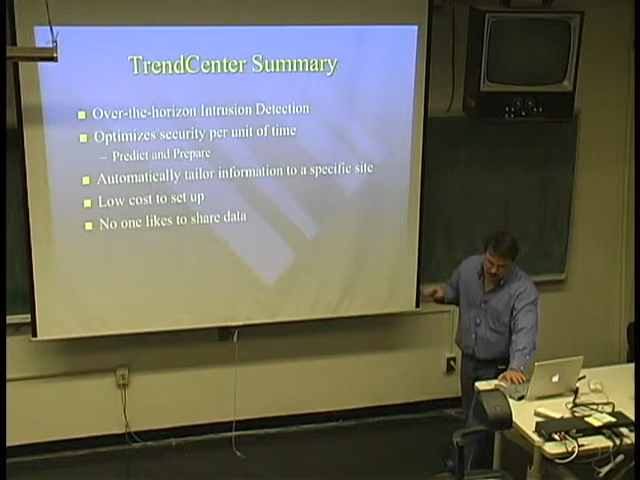 TrendCenter Summary
Over-the-horizon Intrusion Detection
Optimizes security per unit of time
– Predict and Prepare
Automatically tailor information to a specific site
Low cost to set up
No one likes to share data